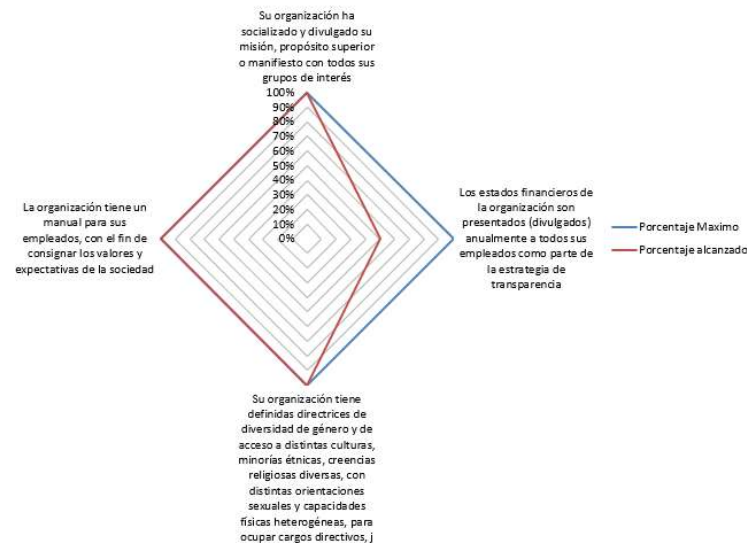 Su organización ha
socializado y divulgado su
misión, propósito superior
o manifiesto con todos sus
grupos de interés
100%
90%
80%
70%
60%
50%
40%
30%
20%
10%
0%
Los estados financieros de
la organización son
presentados (divulgados)
anualmente a todos sus
empleados como parte de
la estrategia de
transparencia
Porcentaje Maximo
Porcentaje alcanzado
La organización tiene un
manual para sus
empleados, con el fin de
consignar los valores y
expectativas de la sociedad
Su organización tiene
definidas directrices de
diversidad de género y de
acceso a distintas culturas,
minorías étnicas, creencias
religiosas diversas, con
distintas orientaciones
sexuales y capacidades
físicas heterogéneas, para
ocupar cargos directivos, j